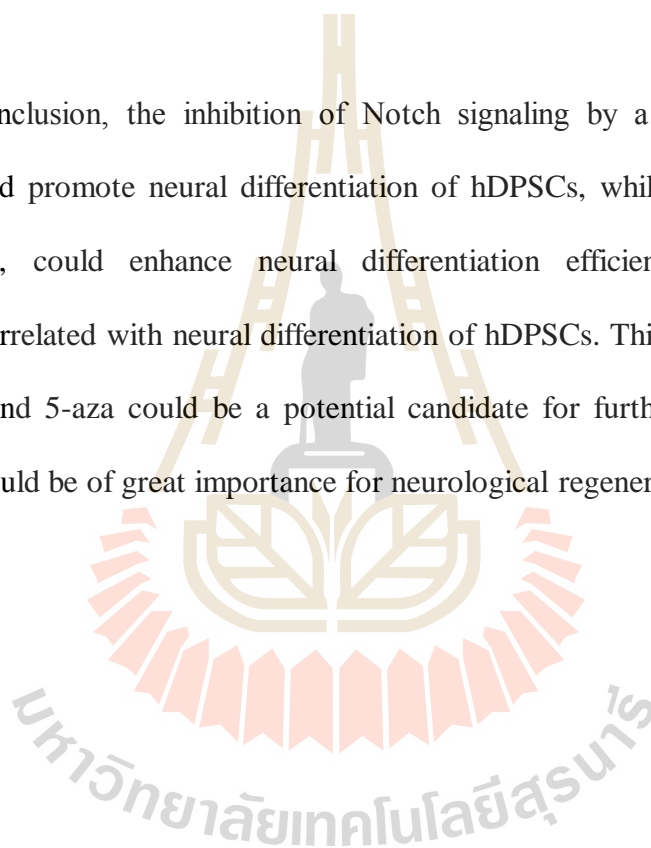 nclusion, the inhibition of Notch signaling by a
d promote neural differentiation of hDPSCs, whil
, could enhance neural differentiation efficien
rrelated with neural differentiation of hDPSCs. Thi
nd 5-aza could be a potential candidate for furth
uld be of great importance for neurological regener
มหาวิทยาลัยเทคโนโลยีสุรนารี